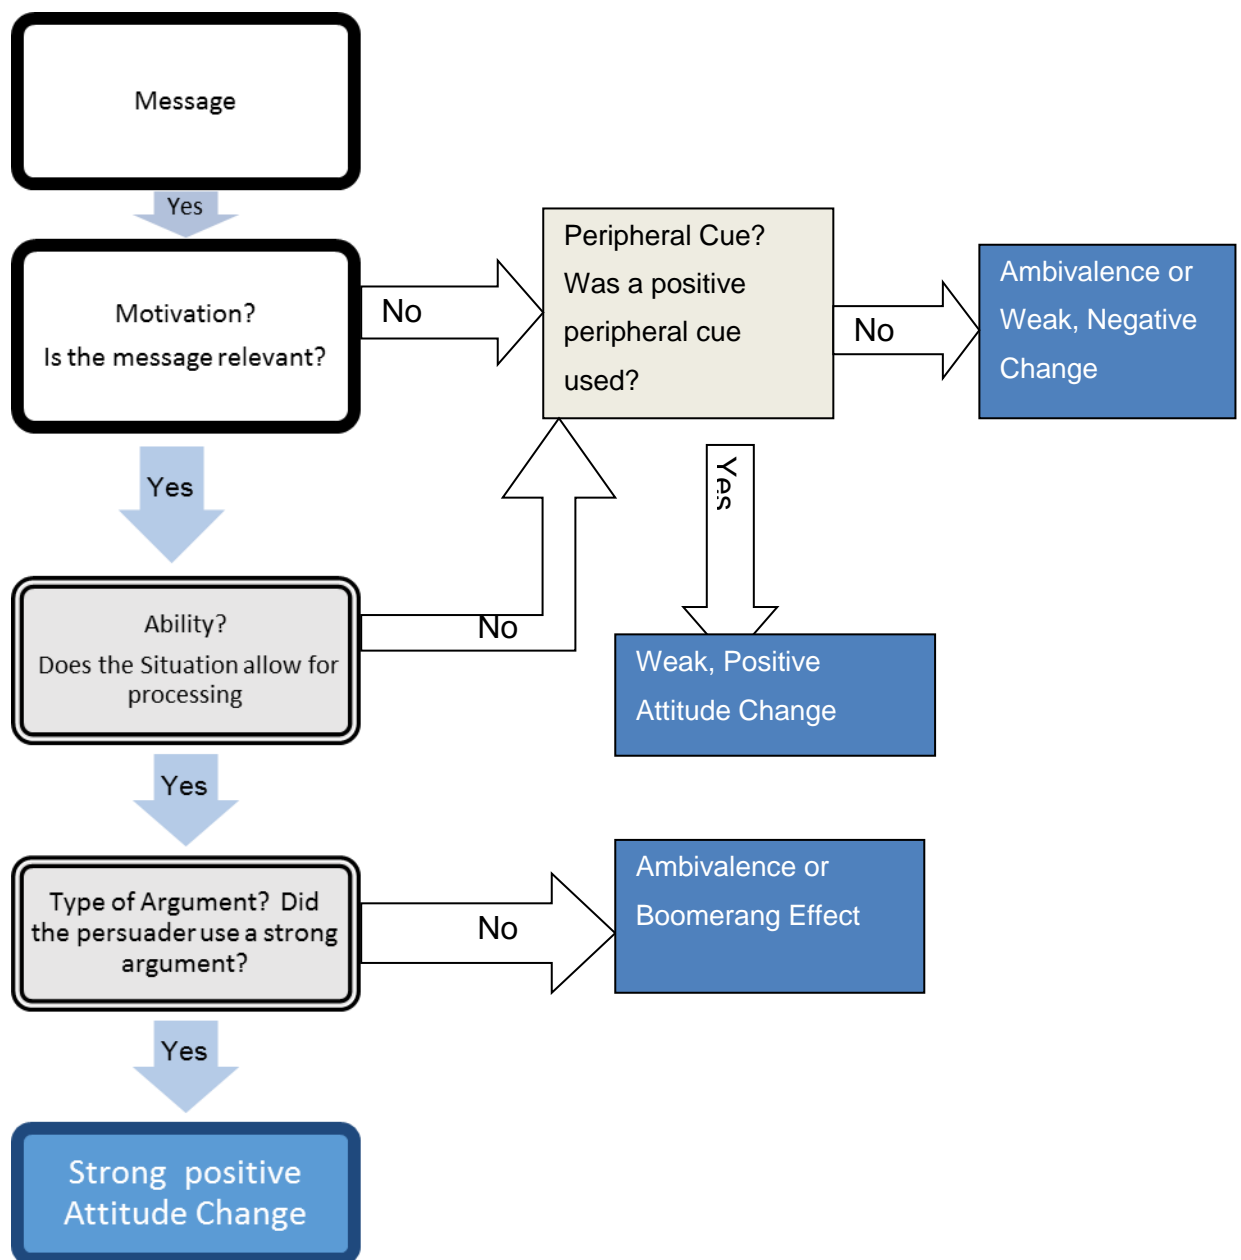 Message
Yes
Motivation?
Is the message relevant?
No
Peripheral Cue?
Was a positive
peripheral cue
used?
No
Ambivalence or
Weak, Negative
Change
Yes
Yes
Ability?
Does the Situation allow for
processing
No
Weak, Positive
Attitude Change
Yes
Type of Argument? Did
the persuader use a strong
argument?
No
Ambivalence or
Boomerang Effect
Yes
Strong positive
Attitude Change